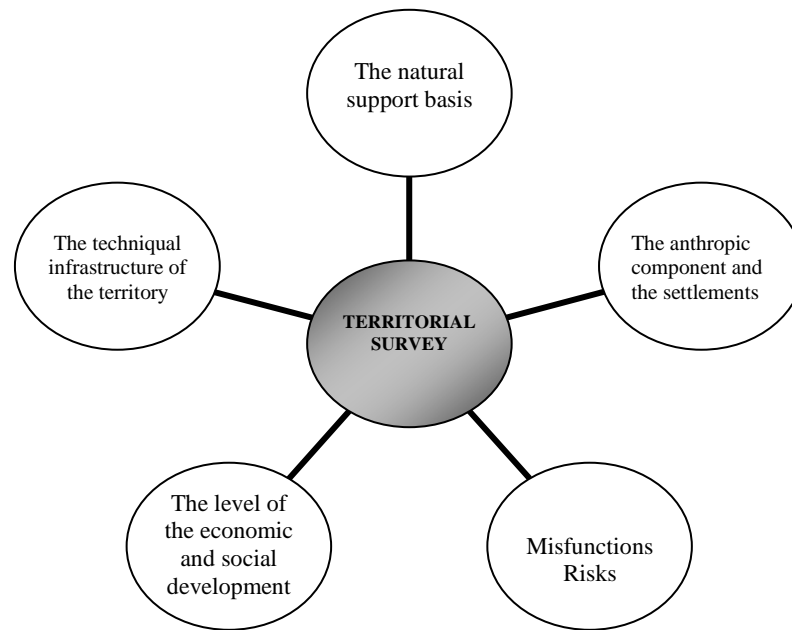 The natural
support basis
The techniqual
infrastructure of
the territory
The anthropic
component and
the settlements
TERRITORIAL
SURVEY
The level of
the economic
and social
development
Misfunctions
Risks